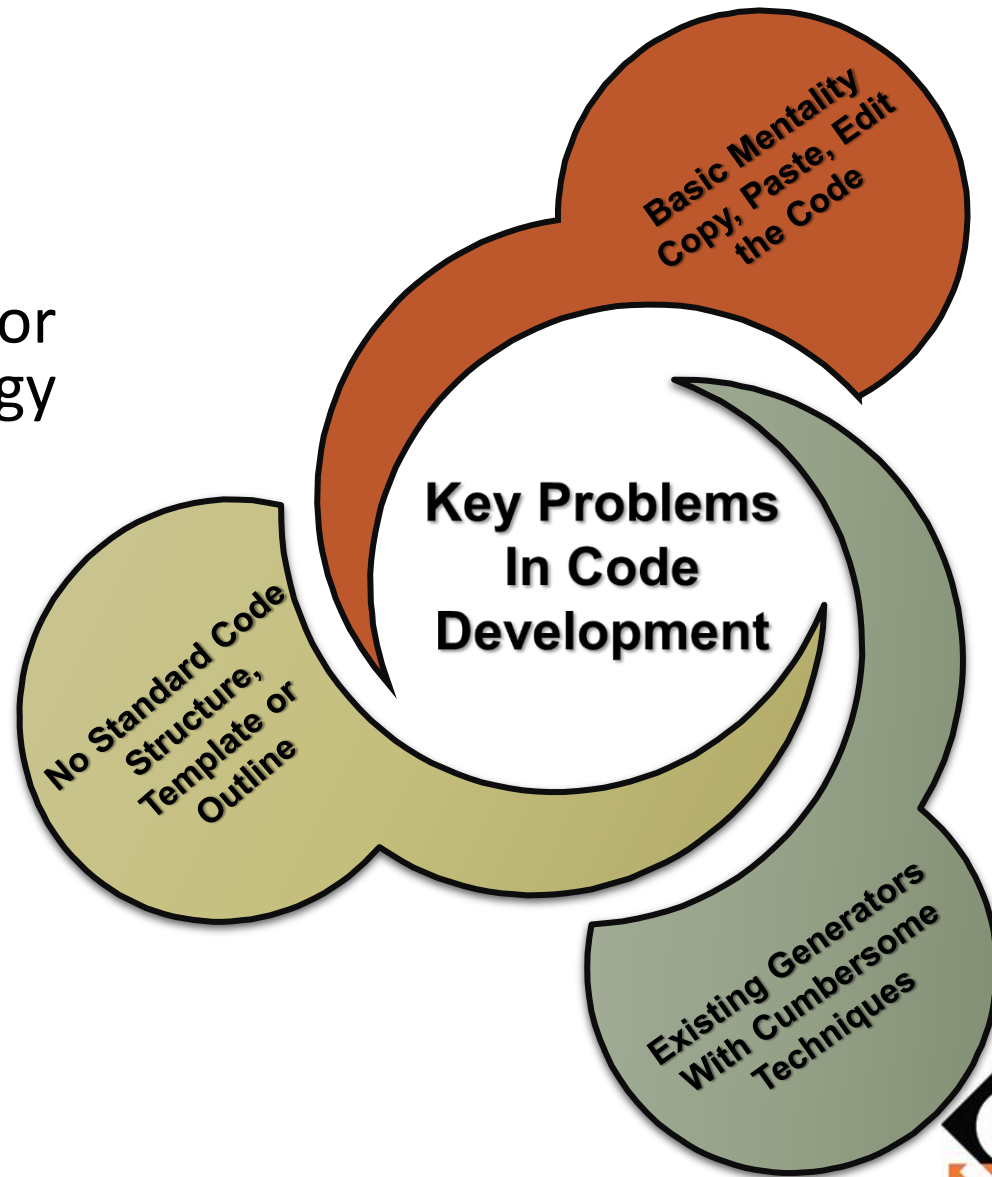 Basic Mentality
Copy, Paste, Edit
the Code
or
gy
Key Problems
In Code
Development
No Standard Code
Structure,
Template or
Outline
Existing Generators
With Cumbersome
Techniques